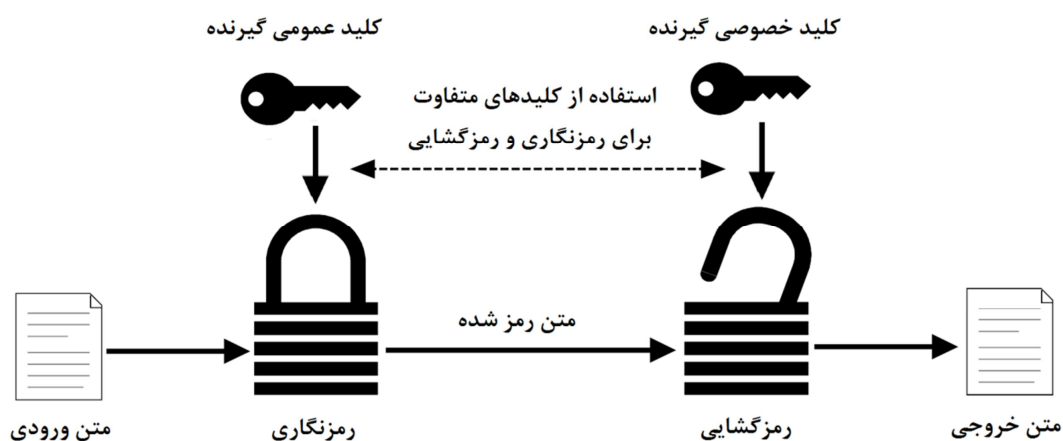 کلید عمومی گیرنده
کلید خصوصی گیرنده
استفاده از کلیدهای متفاوت
برای رمزنگاری و رمزگشایی
متن رمز شده
متن ورودی
رمزنگاری
رمزگشایی
متن خروجی